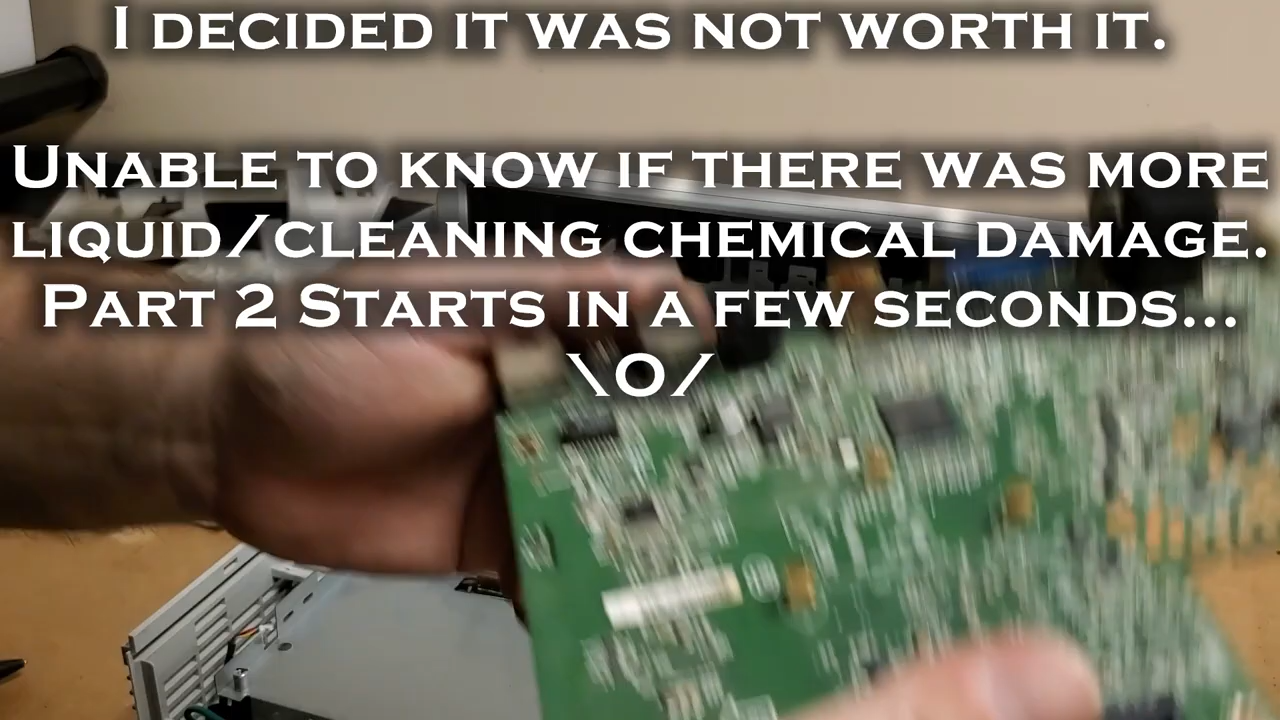 I DECIDED IT WAS NOT WORTH IT.
UNABLE TO KNOW IF THERE WAS MORE
LIQUID/CLEANING CHEMICAL DAMAGE.
PART 2 STARTS IN A FEW SECONDS...
\O/